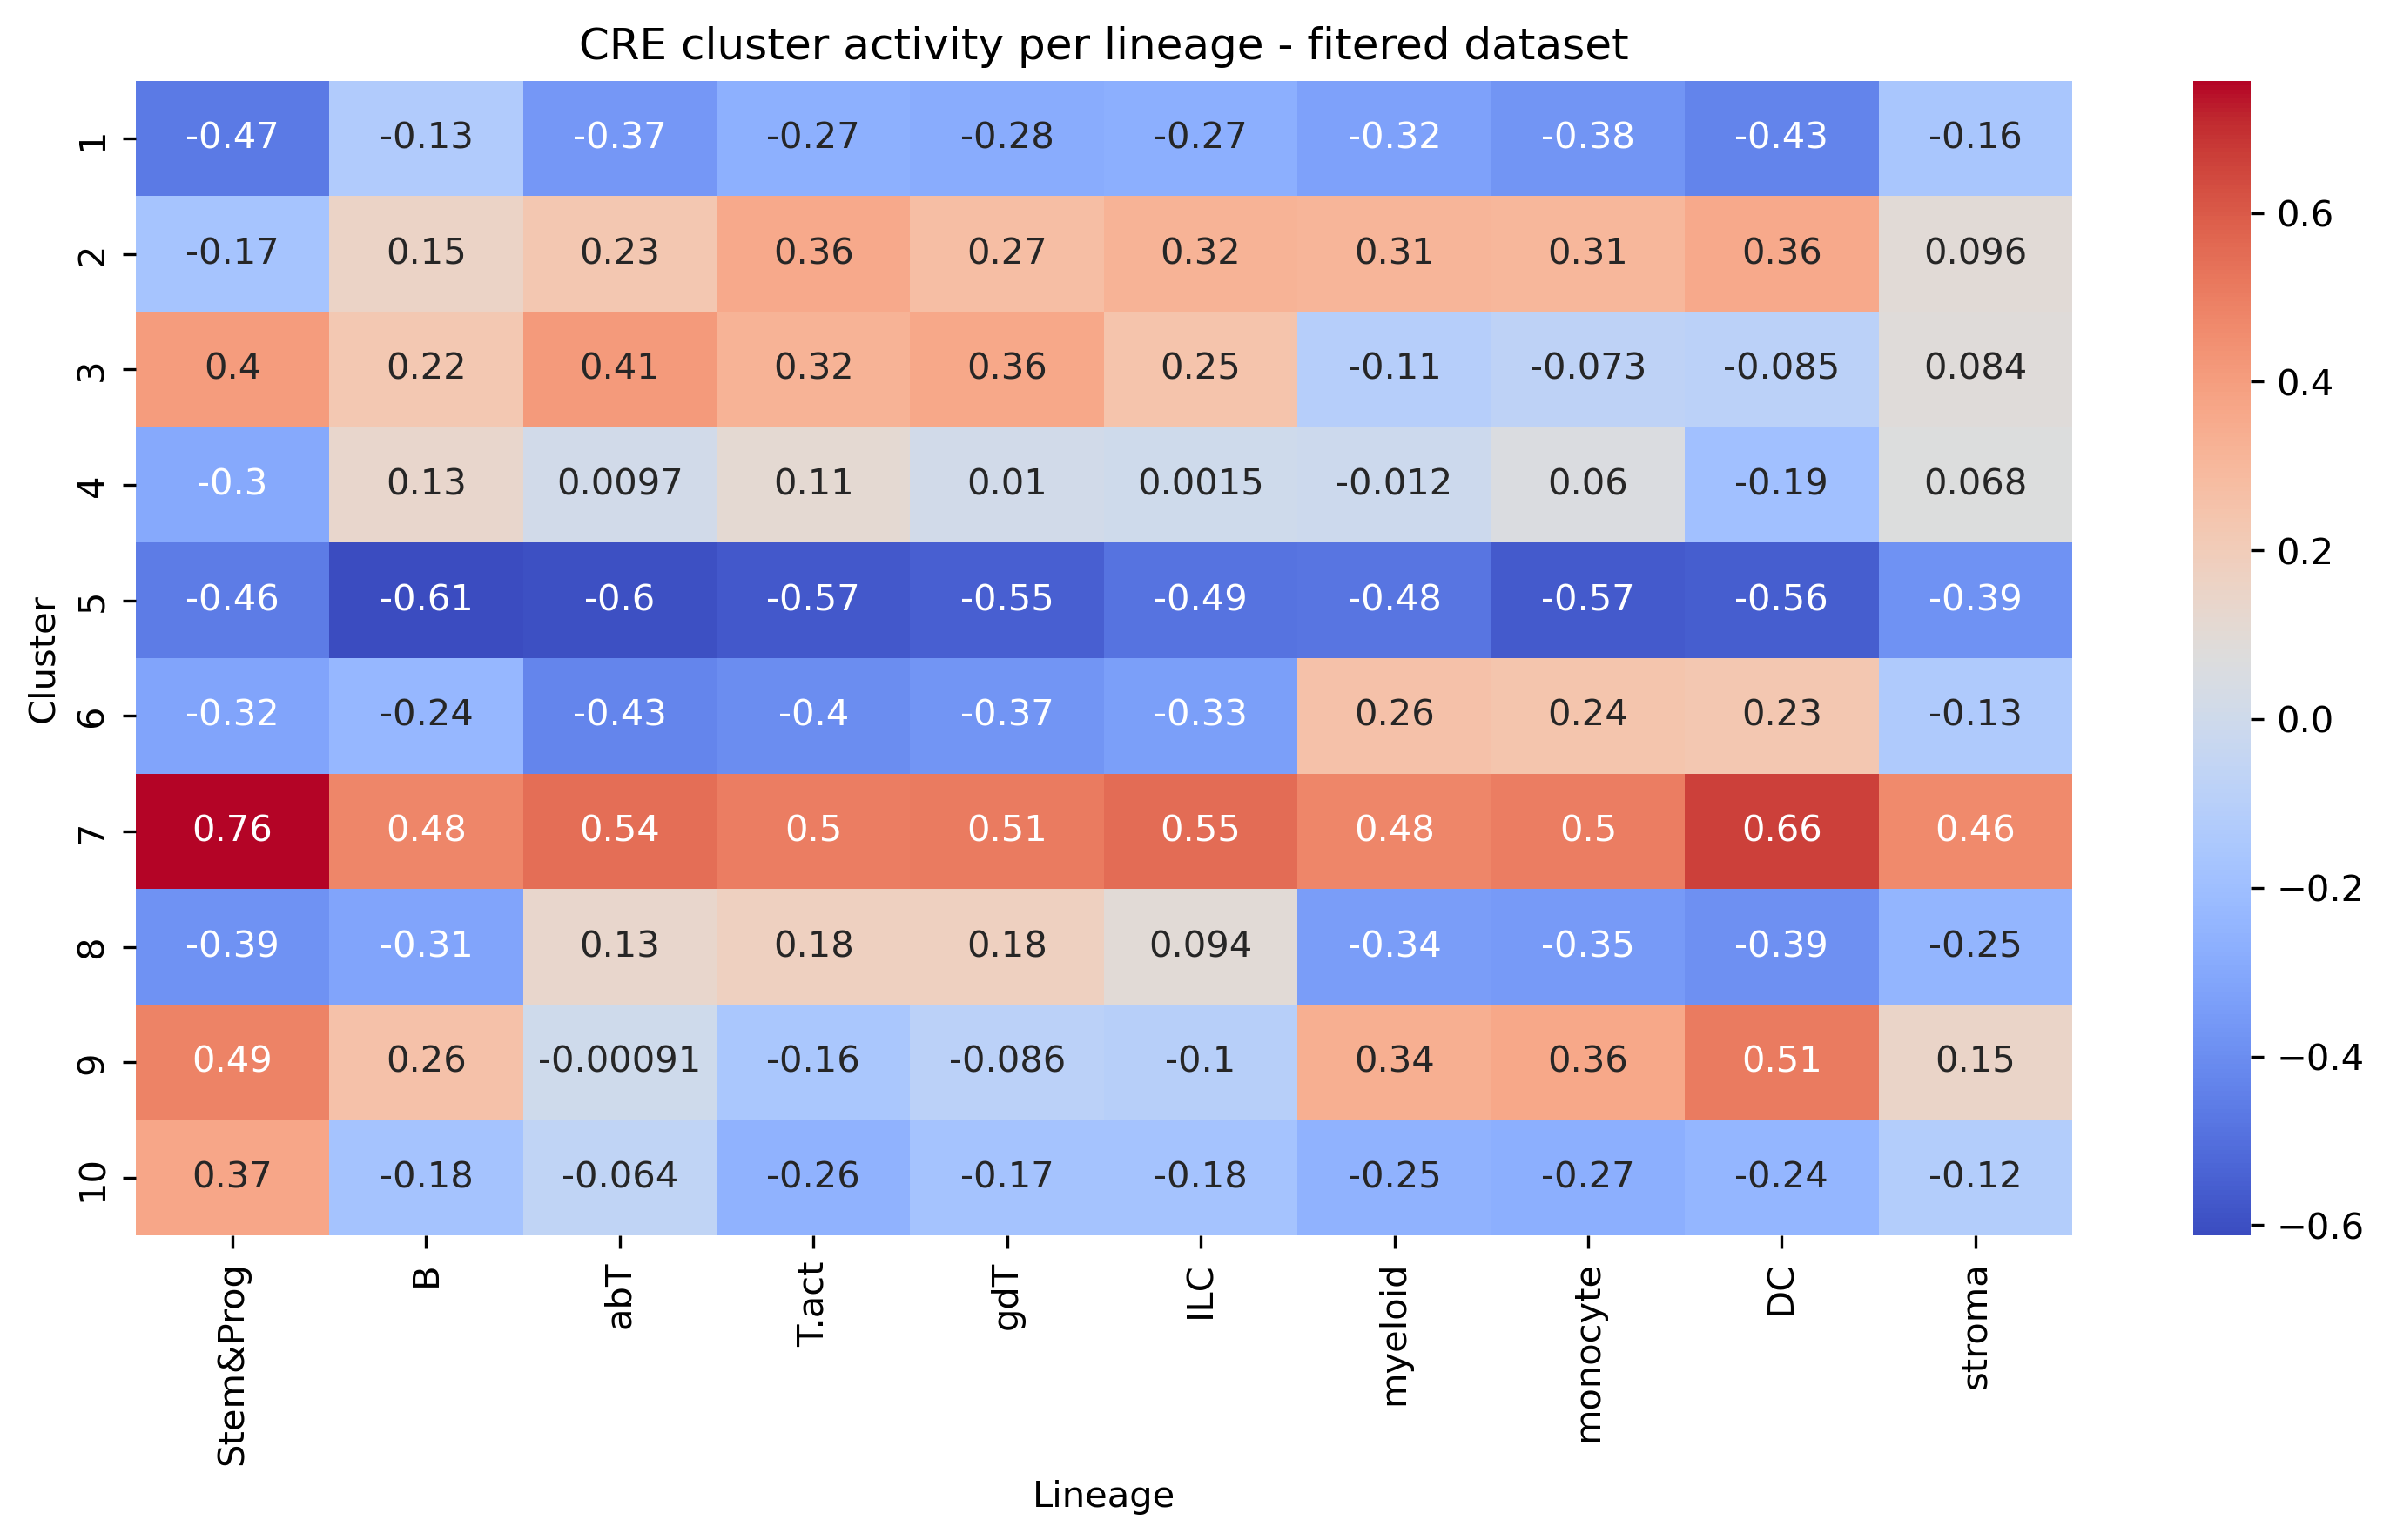 CRE cluster activity per lineage - fitered dataset
Cluster
1 -0.47 -0.13 -0.37 -0.27 -0.28 -0.27 -0.32 -0.38 -0.43 -0.16
2 -0.17 0.15 0.23 0.36 0.27 0.32 0.31 0.31 0.36 0.096
3 0.4 0.22 0.41 0.32 0.36 0.25 -0.11 -0.073 -0.085 0.084
4 -0.3 0.13 0.0097 0.11 0.01 0.0015 -0.012 0.06 -0.19 0.068
5 -0.46 -0.61 -0.6 -0.57 -0.55 -0.49 -0.48 -0.57 -0.56 -0.39
6 -0.32 -0.24 -0.43 -0.4 -0.37 -0.33 0.26 0.24 0.23 -0.13
7 0.76 0.48 0.54 0.5 0.51 0.55 0.48 0.5 0.66 0.46
8 -0.39 -0.31 0.13 0.18 0.18 0.094 -0.34 -0.35 -0.39 -0.25
9 0.49 0.26 -0.00091 -0.16 -0.086 -0.1 0.34 0.36 0.51 0.15
10 0.37 -0.18 -0.064 -0.26 -0.17 -0.18 -0.25 -0.27 -0.24 -0.12
Stem&Prog B abT T.act gdT ILC myeloid monocyte DC stroma
Lineage
0.6
0.4
0.2
0.0
−0.2
−0.4
−0.6